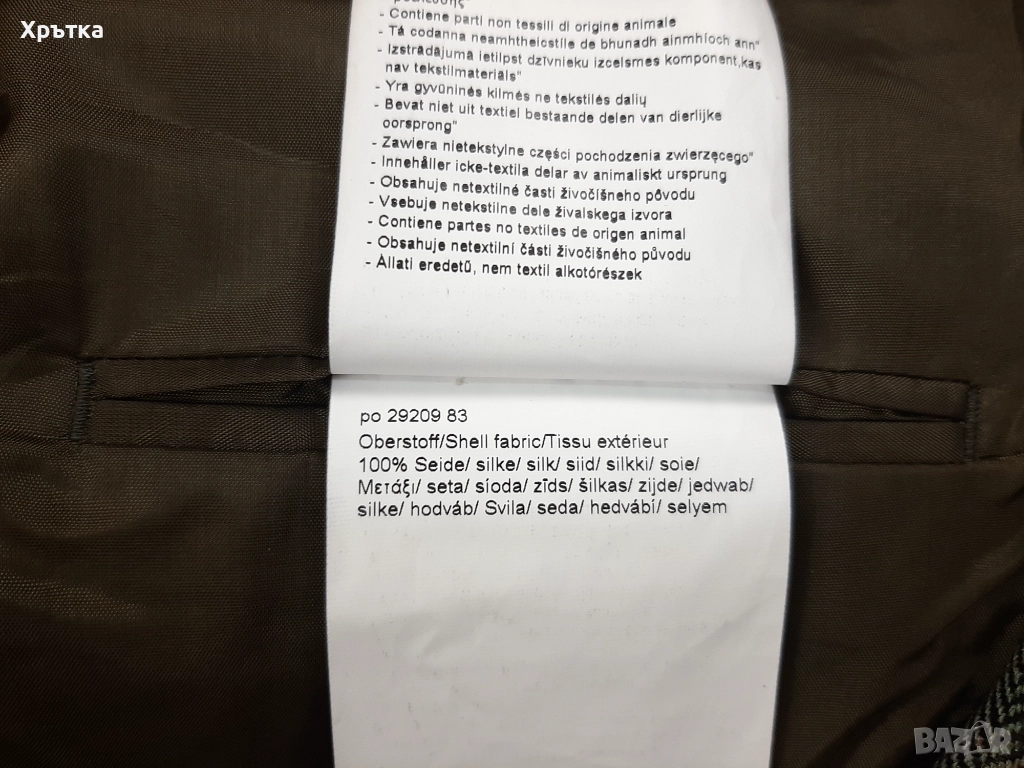 Хрътка
- Contiene parti non tessili di origine animale
- Tá codanna neamhtheicstíle de bhunadh ainmhíoch ann"
- Izstrādājumā ietilpst dzīvnieku izcelsmes komponent,kas
nav tekstilmateriāls"
- Yra gyvūninės kilmės ne tekstilės dalių
- Bevat niet uit textiel bestaande delen van dierlijke
oorsprong"
- Zawiera nietekstylne części pochodzenia zwierzęcego"
- Innehåller icke-textila delar av animaliskt ursprung
- Obsahuje netextilné časti živočíšneho pôvodu
- Vsebuje netekstilne dele živalskega izvora
- Contiene partes no textiles de origen animal
- Obsahuje netextilní části živočišného původu
- Állati eredetű, nem textil alkotórészek
po 29209 83
Oberstoff/Shell fabric/Tissu extérieur
100% Seide/ silke/ silk/ siid/ silkki/ soie/
Μετάξι/ seta/ síoda/ zīds/ šilkas/ zijde/ jedwab/
silke/ hodváb/ Svila/ seda/ hedvábí/ selyem
BAZAR